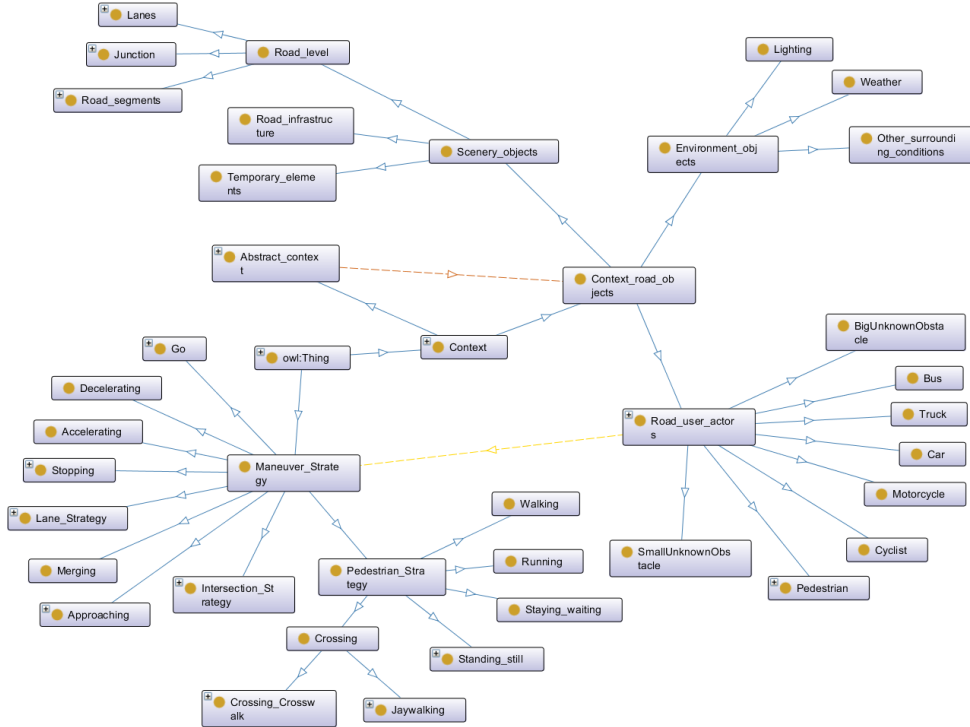 Lanes
Junction
Road_level
Road_segments
Road_infrastruc
ture
Scenery_objects
Temporary_eleme
nts
Lighting
Weather
Environment_obj
ects
Other_surroundi
ng_conditions
Abstract_contex
t
Context_road_ob
jects
Context
owl:Thing
Go
Decelerating
Accelerating
Stopping
Maneuver_Strate
gy
Lane_Strategy
Merging
Approaching
Intersection_St
rategy
Pedestrian_Stra
tegy
Walking
Running
Staying_waiting
Standing_still
Crossing
Crossing_Crossw
alk
Jaywalking
BigUnknownObsta
cle
Bus
Truck
Road_user_actor
s
Car
Motorcycle
Cyclist
SmallUnknownObs
tacle
Pedestrian